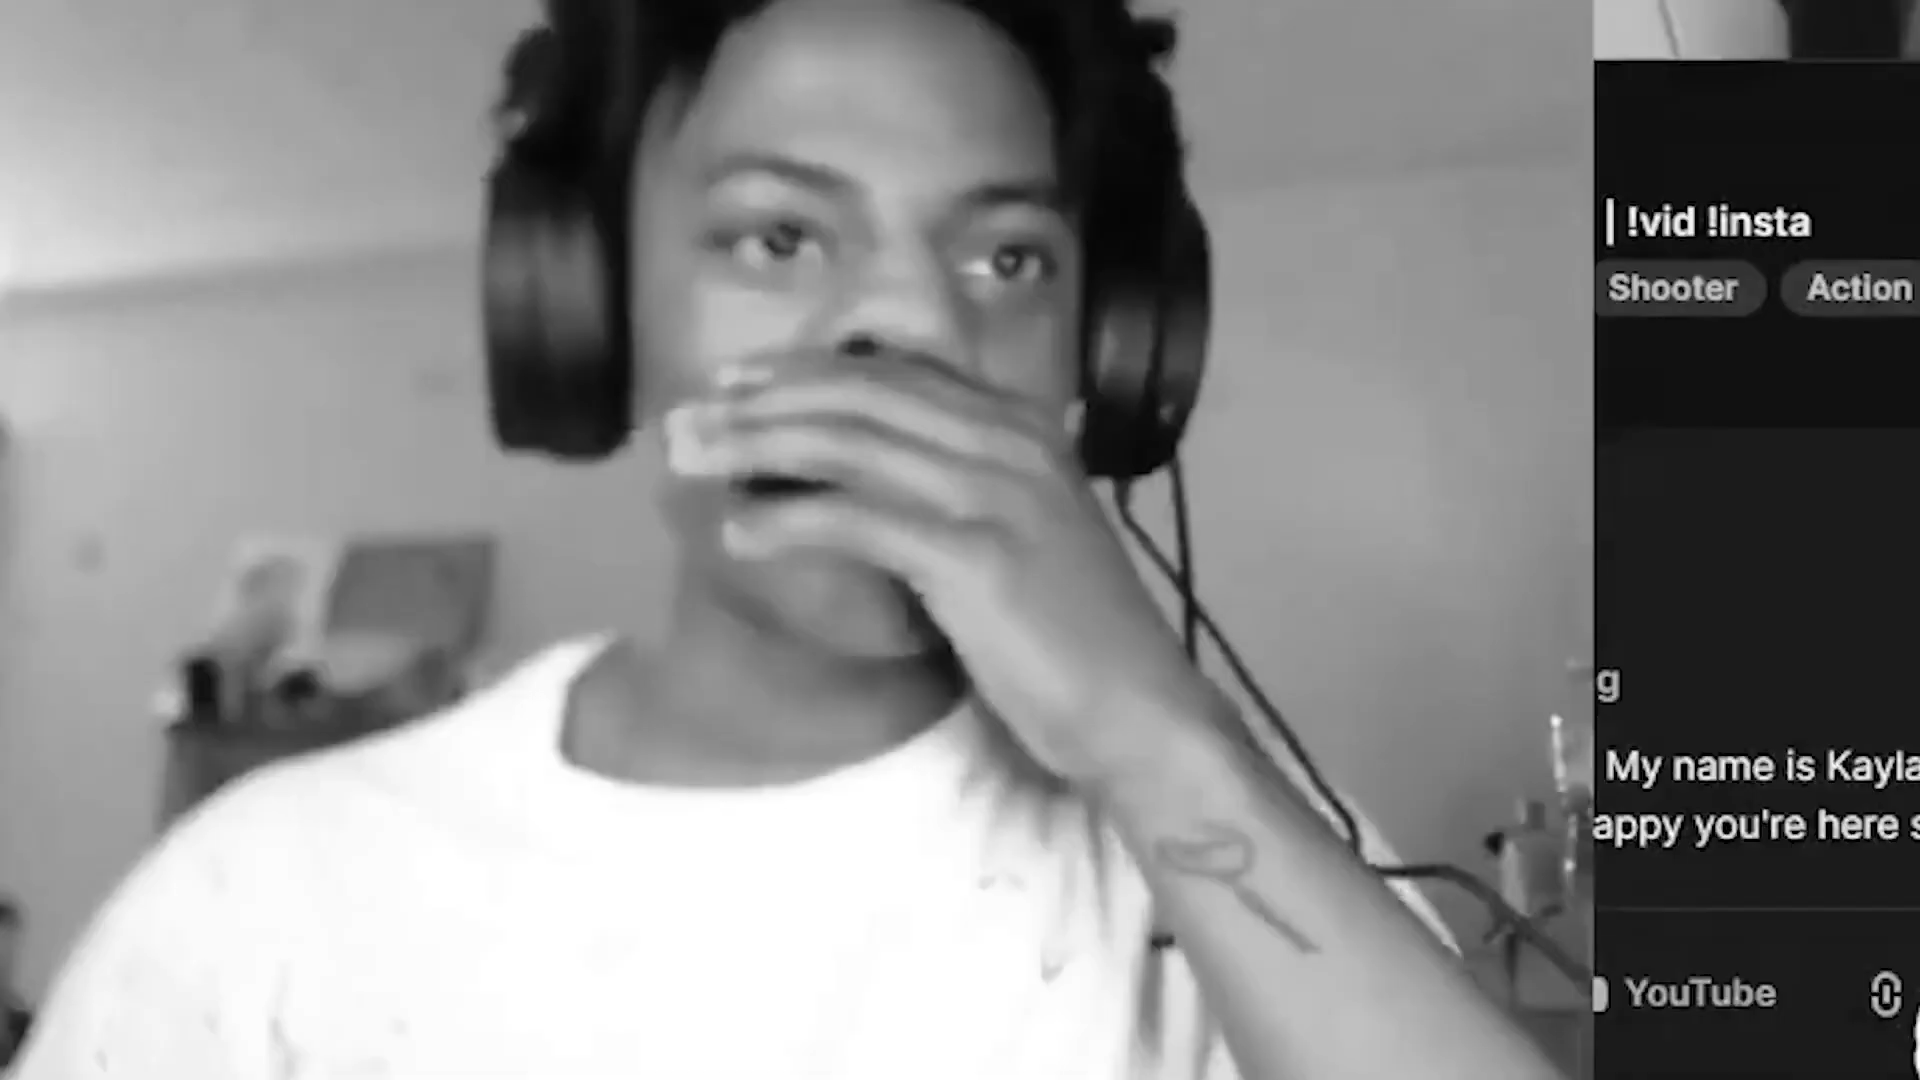 | !vid !insta
Shooter Action
g
My name is Kayla
appy you're here s
YouTube